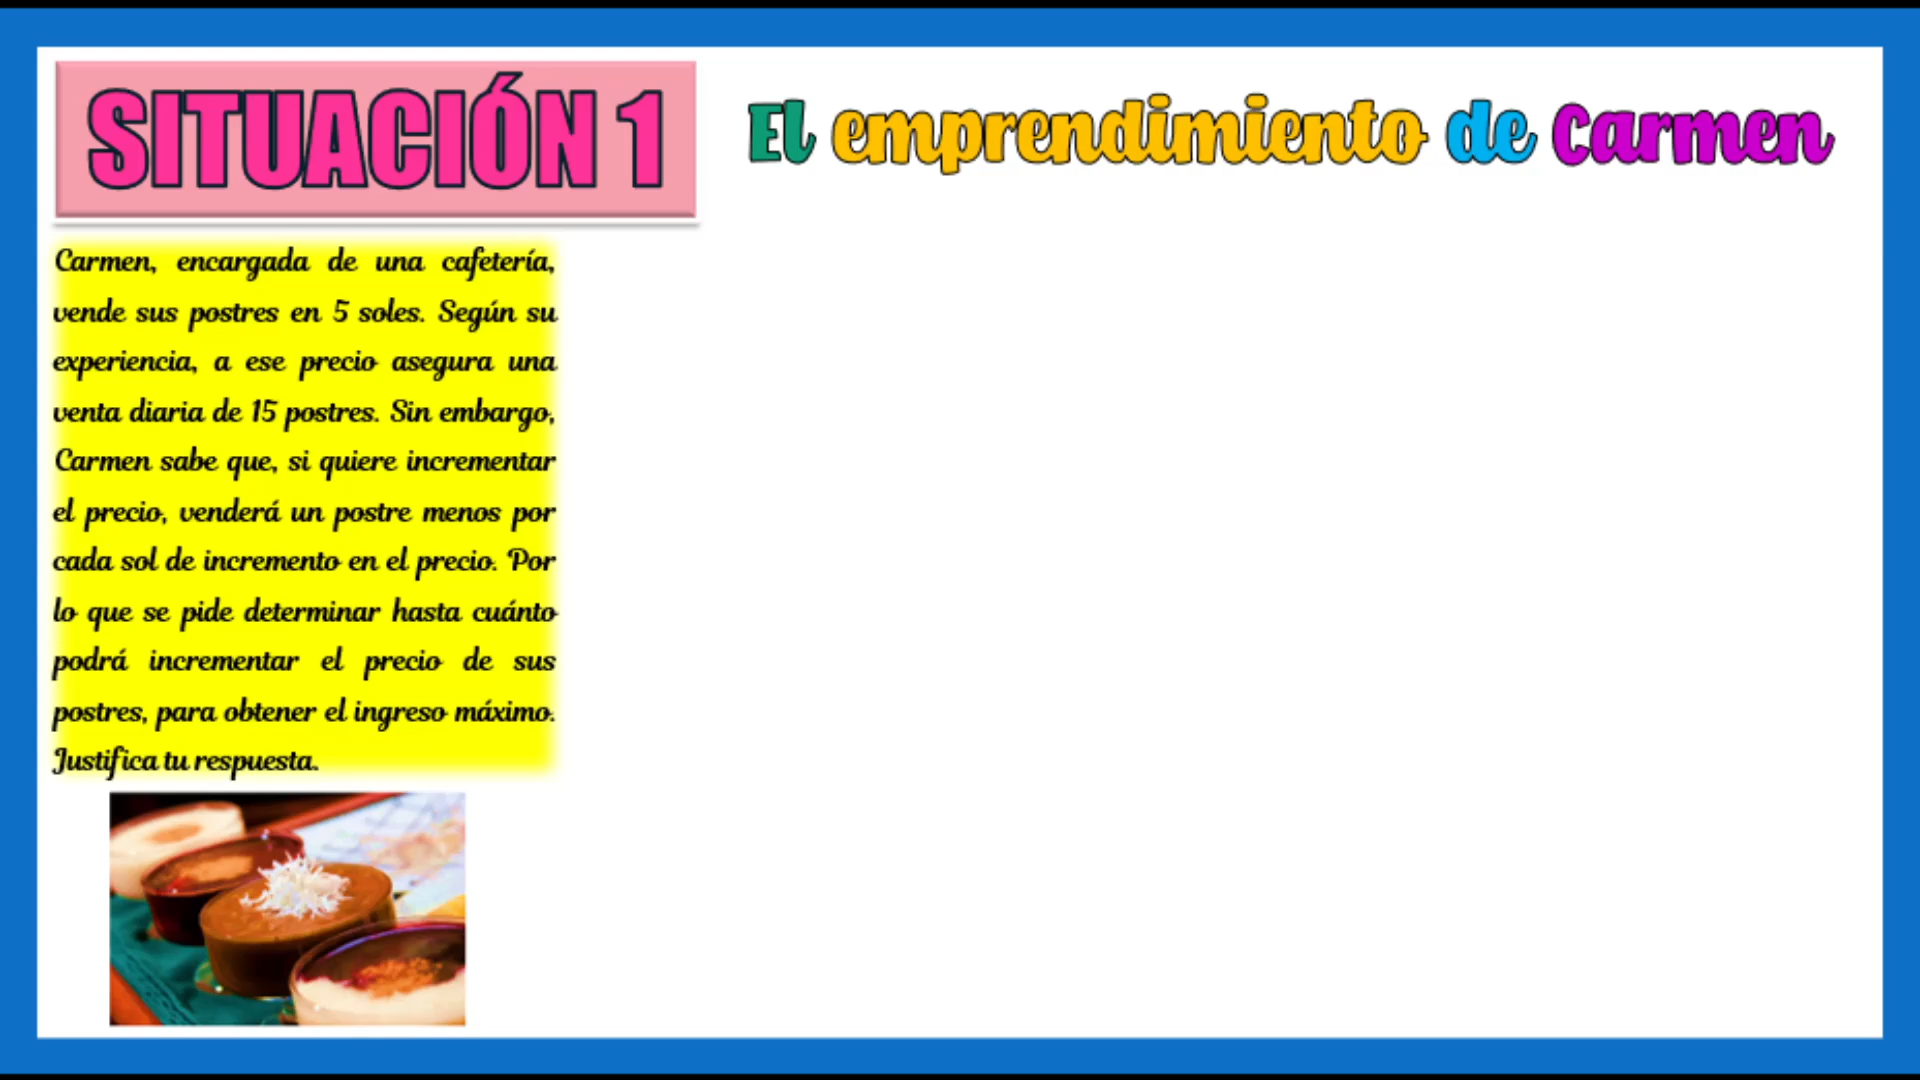 SITUACIÓN 1
El emprendimiento de Carmen
Carmen, encargada de una cafetería,
vende sus postres en 5 soles. Según su
experiencia, a ese precio asegura una
venta diaria de 15 postres. Sin embargo,
Carmen sabe que, si quiere incrementar
el precio, venderá un postre menos por
cada sol de incremento en el precio. Por
lo que se pide determinar hasta cuánto
podrá incrementar el precio de sus
postres, para obtener el ingreso máximo.
Justifica tu respuesta.